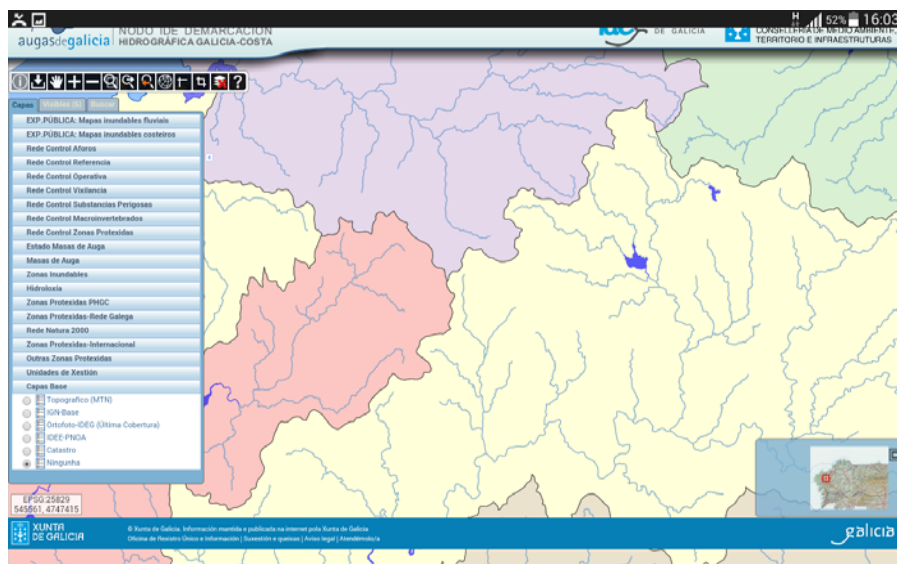 H 52% 16:03
augasdegalicia
NODO IDE DEMARCACIÓN
HIDROGRÁFICA GALICIA-COSTA
DE GALICIA
CONSELLERÍA DE MEDIO AMBIENTE,
TERRITORIO E INFRAESTRUTURAS
?
Capas Visibles (6) Buscar
EXP.PÚBLICA: Mapas inundables fluviais
EXP.PÚBLICA: Mapas inundables costeiros
Rede Control Aforos
Rede Control Referencia
Rede Control Operativa
Rede Control Vixilancia
Rede Control Substancias Perigosas
Rede Control Macroinvertebrados
Rede Control Zonas Protexidas
Estado Masas de Auga
Masas de Auga
Zonas Inundables
Hidroloxía
Zonas Protexidas PHGC
Zonas Protexidas-Rede Galega
Rede Natura 2000
Zonas Protexidas-Internacional
Outras Zonas Protexidas
Unidades de Xestión
Capas Base
Topografico (MTN)
IGN-Base
Ortofoto-IDEG (Última Cobertura)
IDEE-PNOA
Catastro
Ningunha
EPSG:25829
545561, 4747415
XUNTA
DE GALICIA
© Xunta de Galicia. Información mantida e publicada na internet pola Xunta de Galicia
Oficina de Rexistro Único e Información | Suxestión e queixas | Aviso legal | Atendémolo/a
galicia